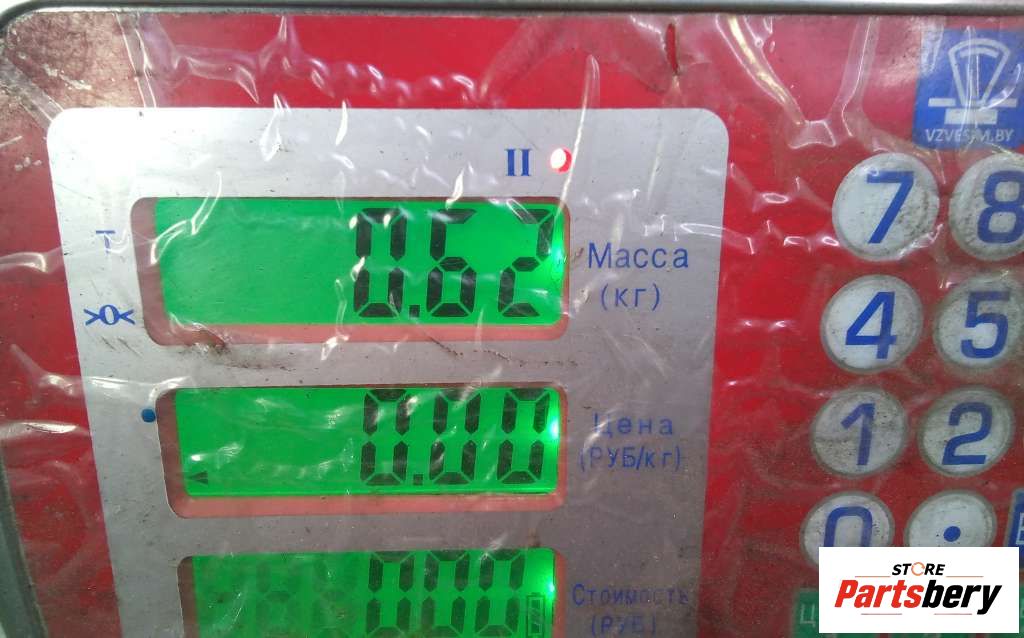 VZVESIM.BY
II
0.62
Масса
(кг)
Т
>0<
0.00
Цена
(РУБ/кг)
0.00
Стоимость
(РУБ)
7 8
4 5
1 2
0 .
STORE
Partsbery